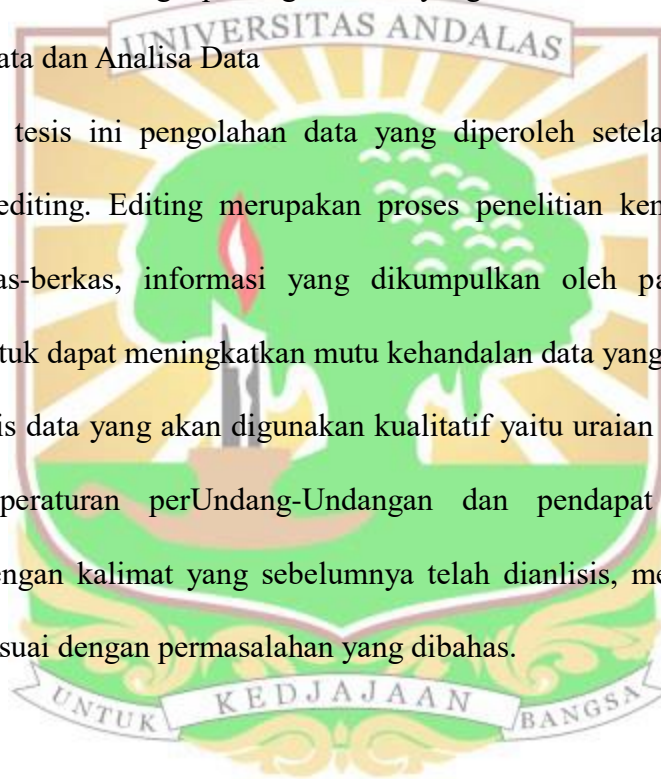 UNIVERSITAS ANDALAS
ata dan Analisa Data
tesis ini pengolahan data yang diperoleh setela
editing. Editing merupakan proses penelitian ken
as-berkas, informasi yang dikumpulkan oleh pa
tuk dapat meningkatkan mutu kehandalan data yang
is data yang akan digunakan kualitatif yaitu uraian
peraturan perUndang-Undangan dan pendapat
engan kalimat yang sebelumnya telah dianlisis, me
suai dengan permasalahan yang dibahas.
UNTUK KEDJAJAAN BANGSA